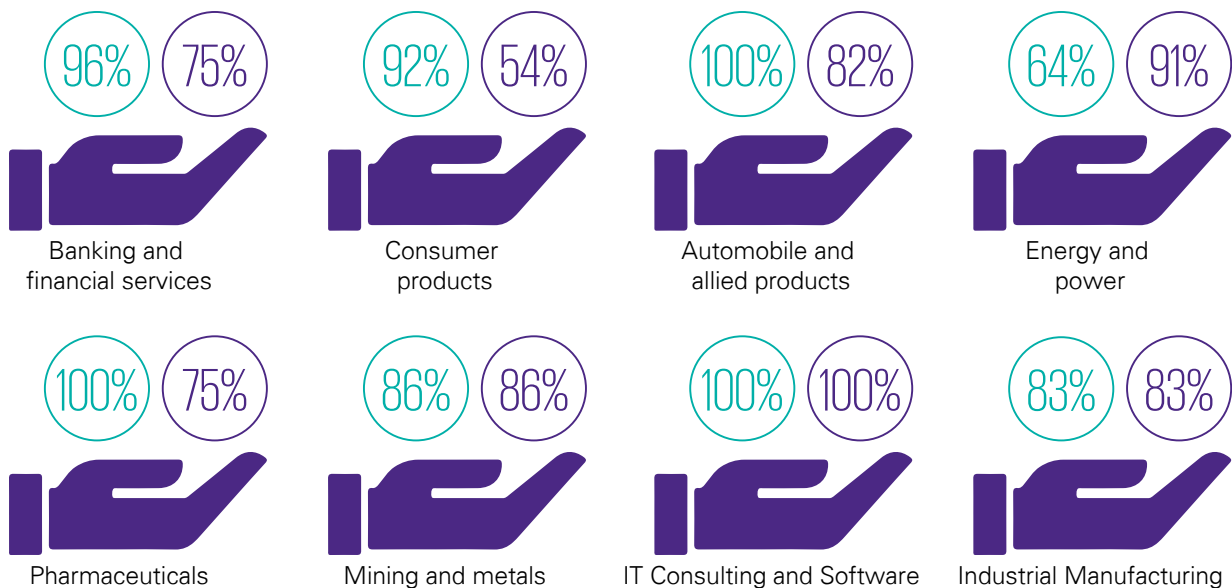 96% 75%
92% 54%
100% 82%
64% 91%
Banking and
financial services
Consumer
products
Automobile and
allied products
Energy and
power
100% 75%
86% 86%
100% 100%
83% 83%
Pharmaceuticals
Mining and metals
IT Consulting and Software
Industrial Manufacturing